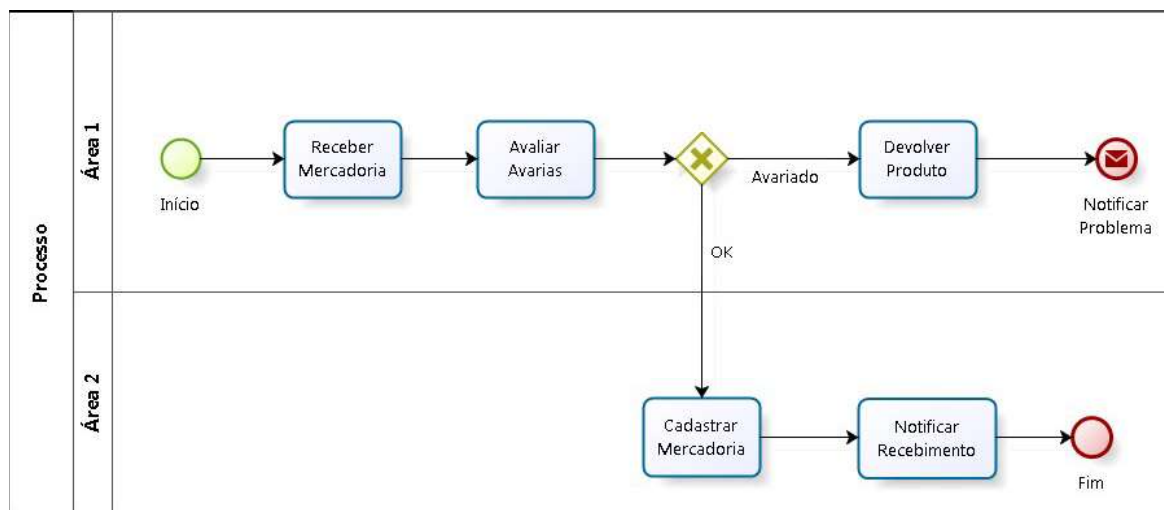 Processo
Área 1
Início
Receber
Mercadoria
Avaliar
Avarias
Avariado
OK
Devolver
Produto
Notificar
Problema
Área 2
Cadastrar
Mercadoria
Notificar
Recebimento
Fim